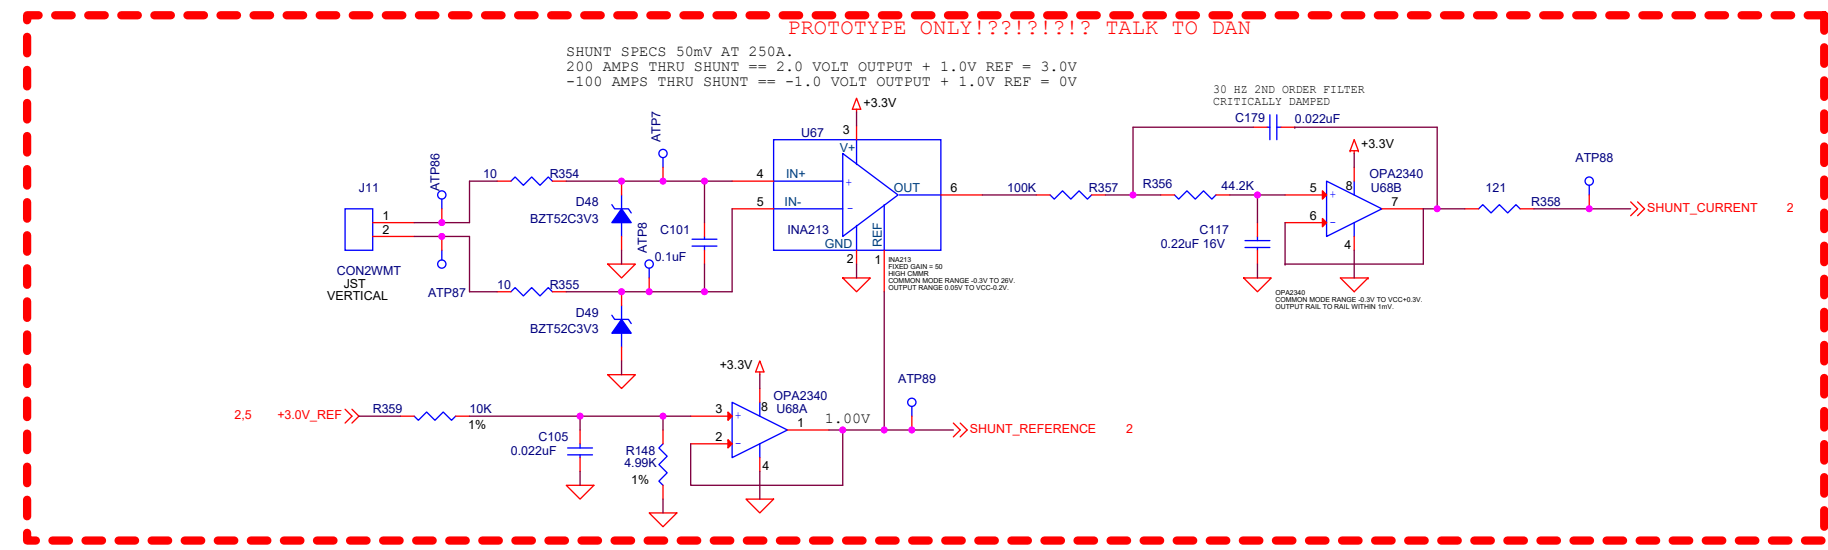 PROTOTYPE ONLY!??!?!?!? TALK TO DAN
SHUNT SPECS 50mV AT 250A.
200 AMPS THRU SHUNT == 2.0 VOLT OUTPUT + 1.0V REF = 3.0V
-100 AMPS THRU SHUNT == -1.0 VOLT OUTPUT + 1.0V REF = 0V
J11
1
2
CON2WMT
JST
VERTICAL
ATP86
ATP87
10
R354
10
R355
D48
BZT52C3V3
D49
BZT52C3V3
ATP7
ATP8
C101
0.1uF
+3.3V
U67
3
V+
4
IN+
5
IN-
+
-
OUT
6
INA213
GND
REF
2
1
INA213
FIXED GAIN = 50
HIGH CMMR
COMMON MODE RANGE -0.3V TO 26V.
OUTPUT RANGE 0.05V TO VCC-0.2V.
100K
R357
R356
44.2K
30 HZ 2ND ORDER FILTER
CRITICALLY DAMPED
C179
0.022uF
C117
0.22uF 16V
+3.3V
OPA2340
U68B
5
6
+
-
8
7
4
OPA2340
COMMON MODE RANGE -0.3V TO VCC+0.3V.
OUTPUT RAIL TO RAIL WITHIN 1mV.
121
R358
ATP88
SHUNT_CURRENT
2
2,5
+3.0V_REF
R359
10K
1%
C105
0.022uF
R148
4.99K
1%
+3.3V
OPA2340
U68A
3
2
+
-
8
1
4
1.00V
ATP89
SHUNT_REFERENCE
2